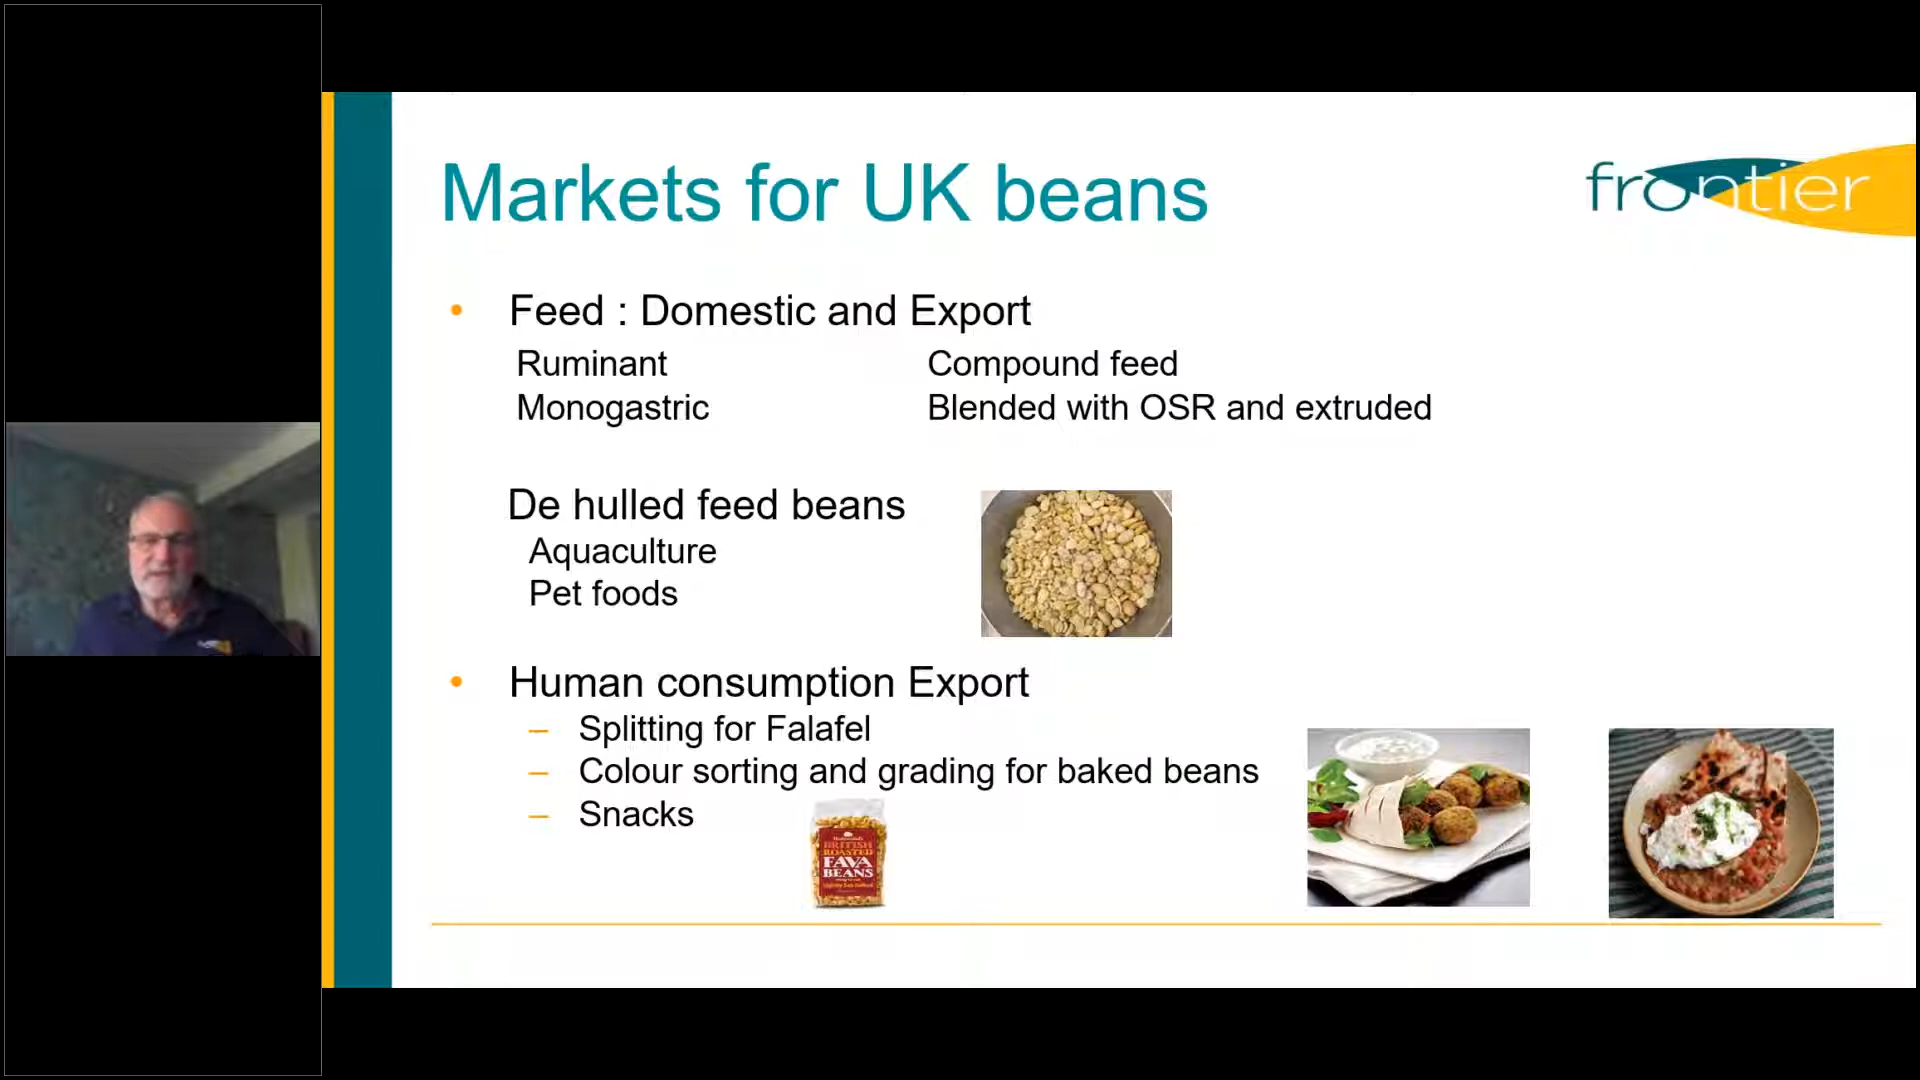 Markets for UK beans
frontier
• Feed : Domestic and Export
Ruminant Compound feed
Monogastric Blended with OSR and extruded
De hulled feed beans
Aquaculture
Pet foods
• Human consumption Export
– Splitting for Falafel
– Colour sorting and grading for baked beans
– Snacks
BRITISH
ROASTED
FAVA
BEANS